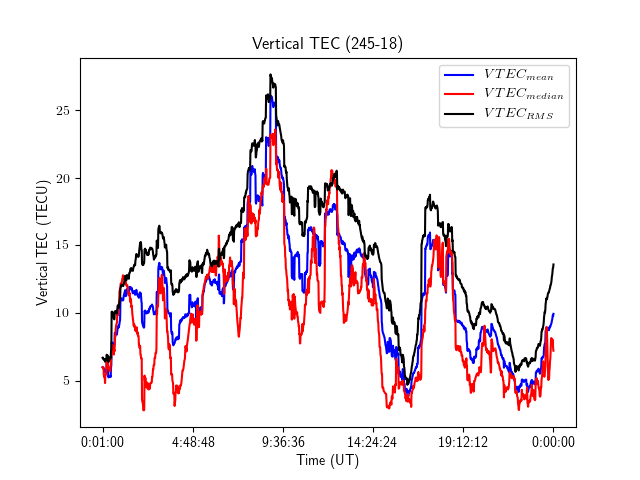 Vertical TEC (245-18)
VTEC_mean
VTEC_median
VTEC_RMS
25
20
15
10
5
Vertical TEC (TECU)
0:01:00 4:48:48 9:36:36 14:24:24 19:12:12 0:00:00
Time (UT)